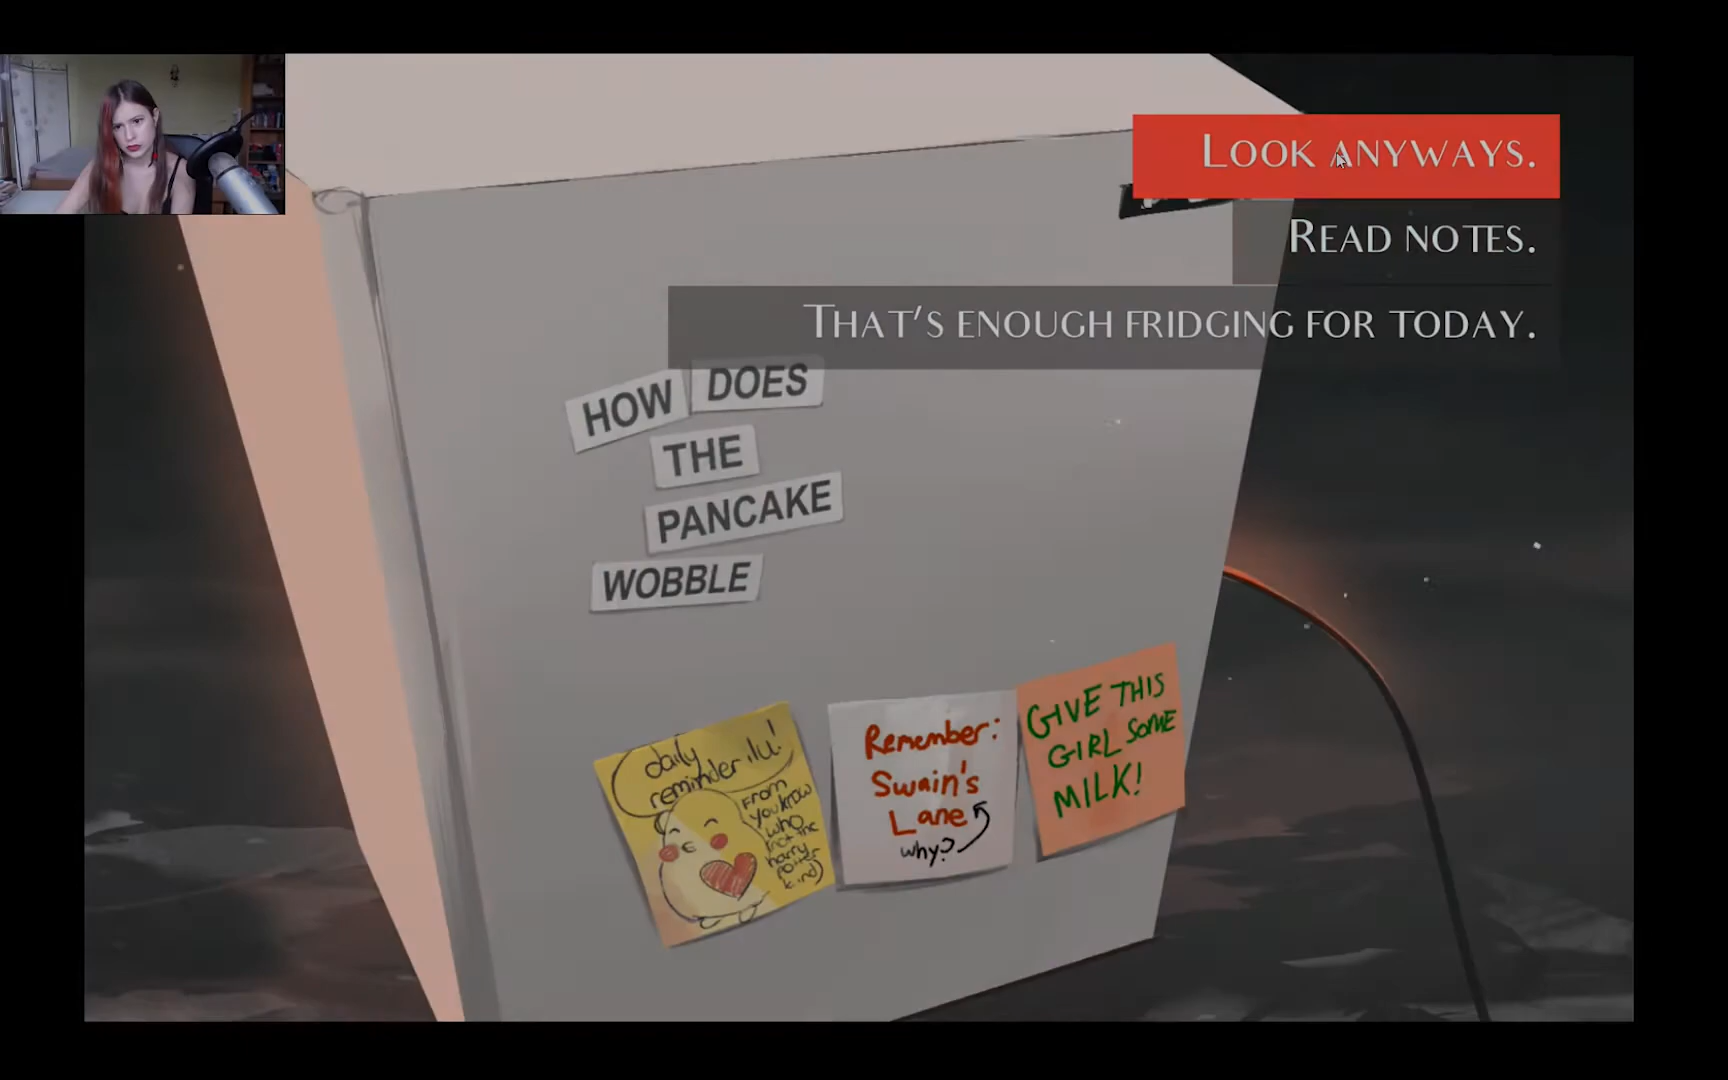 LOOK ANYWAYS.
READ NOTES.
THAT'S ENOUGH FRIDGING FOR TODAY.
HOW DOES
THE
PANCAKE
WOBBLE
daily
reminder: ilu!
From
you know
who
(not the
harry
potter
kind)
Remember:
Swain's
Lane
why?
GIVE THIS
GIRL SOME
MILK!